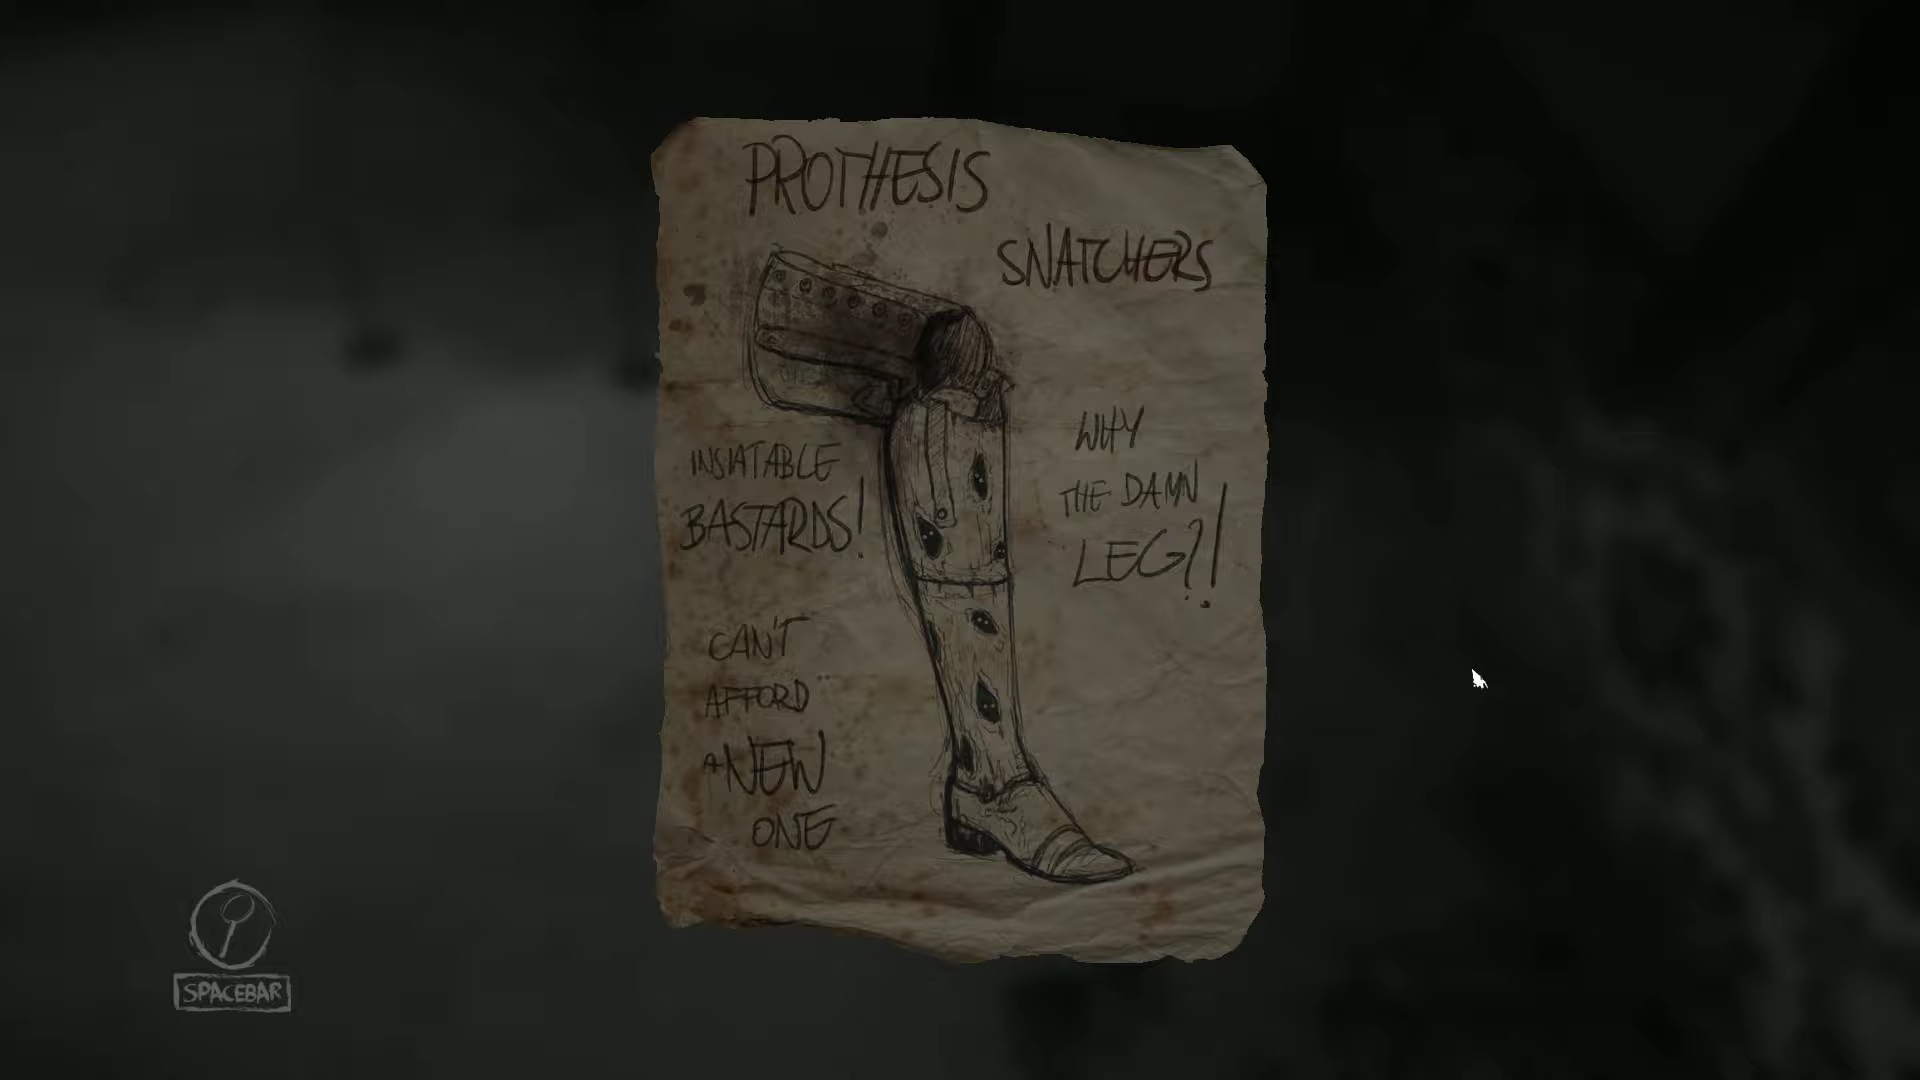 PROTHESIS
SNATCHERS
INSIATABLE
BASTARDS!
WHY
THE DAMN
LEG?!
CAN'T
AFFORD
A NEW
ONE
SPACEBAR